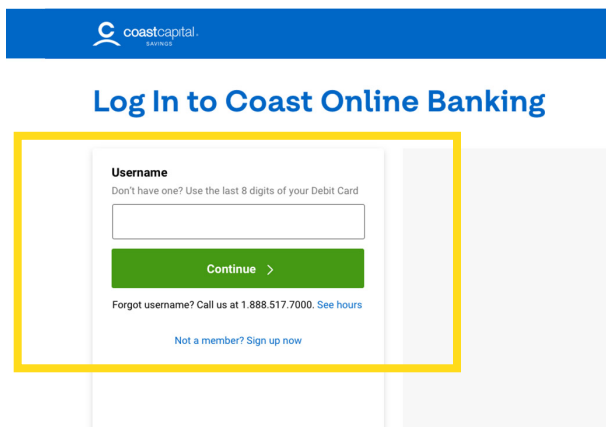 coastcapital.
SAVINGS
Log In to Coast Online Banking
Username
Don't have one? Use the last 8 digits of your Debit Card
Continue
Forgot username? Call us at 1.888.517.7000. See hours
Not a member? Sign up now